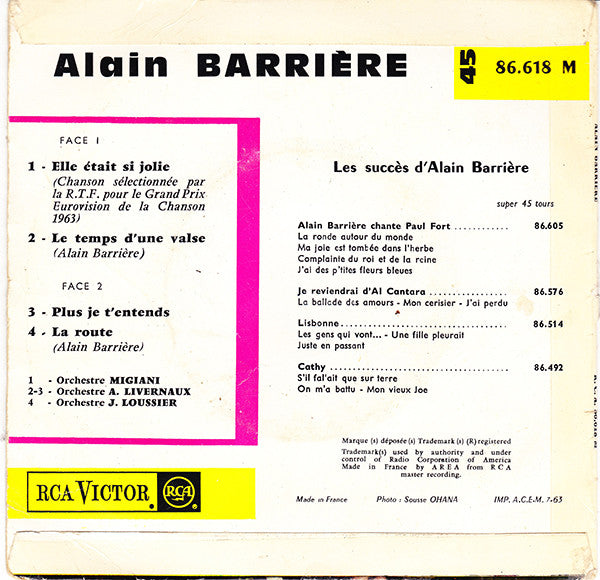 Alain BARRIÈRE
45 86.618 M
FACE 1
1 - Elle était si jolie
(Chanson sélectionnée par
la R.T.F. pour le Grand Prix
Eurovision de la Chanson
1963)
2 - Le temps d'une valse
(Alain Barrière)
FACE 2
3 - Plus je t'entends
4 - La route
(Alain Barrière)
1 - Orchestre MIGIANI
2-3 - Orchestre A. LIVERNAUX
4 - Orchestre J. LOUSSIER
Les succès d'Alain Barrière
super 45 tours
Alain Barrière chante Paul Fort ............ 86.605
La ronde autour du monde
Ma joie est tombée dans l'herbe
Complainte du roi et de la reine
J'ai des p'tites fleurs bleues
Je reviendrai d'Al Cantara ................. 86.576
La ballade des amours - Mon cerisier - J'ai perdu
Lisbonne................................... 86.514
Les gens qui vont... - Une fille pleurait
Juste en passant
Cathy ..................................... 86.492
S'il fal'ait que sur terre
On m'a battu - Mon vieux Joe
Marque (s) déposée (s) Trademark (s) (R) registered
Trademark(s) used by authority and under
control of Radio Corporation of America
Made in France by AREA from RCA
master recording.
RCA VICTOR RCA
Made in France Photo : Sousse OHANA IMP. A.C.E-M. 7-63
ALAIN BARRIERE